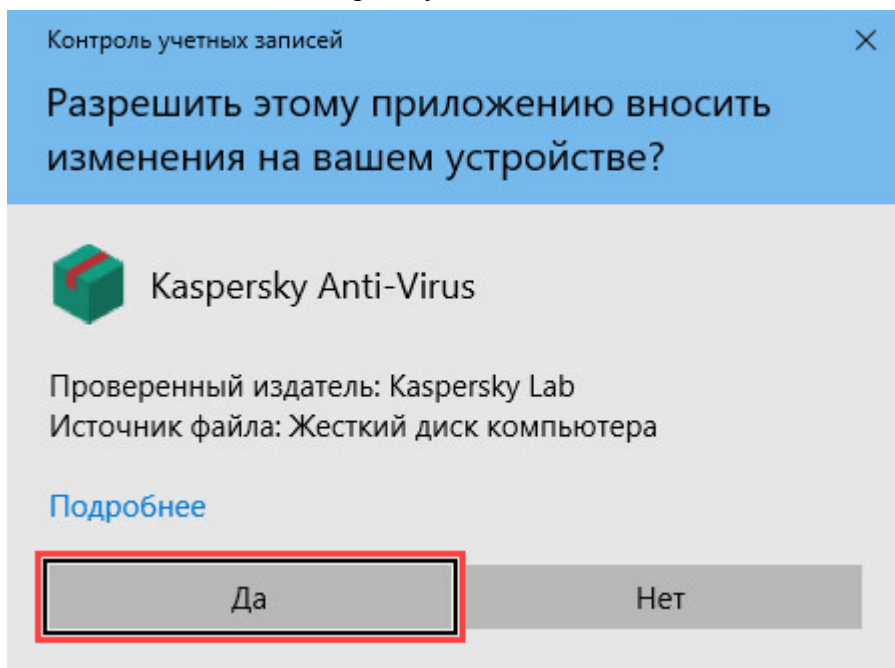 Контроль учетных записей
Разрешить этому приложению вносить
изменения на вашем устройстве?
Kaspersky Anti-Virus
Проверенный издатель: Kaspersky Lab
Источник файла: Жесткий диск компьютера
Подробнее
Да Нет